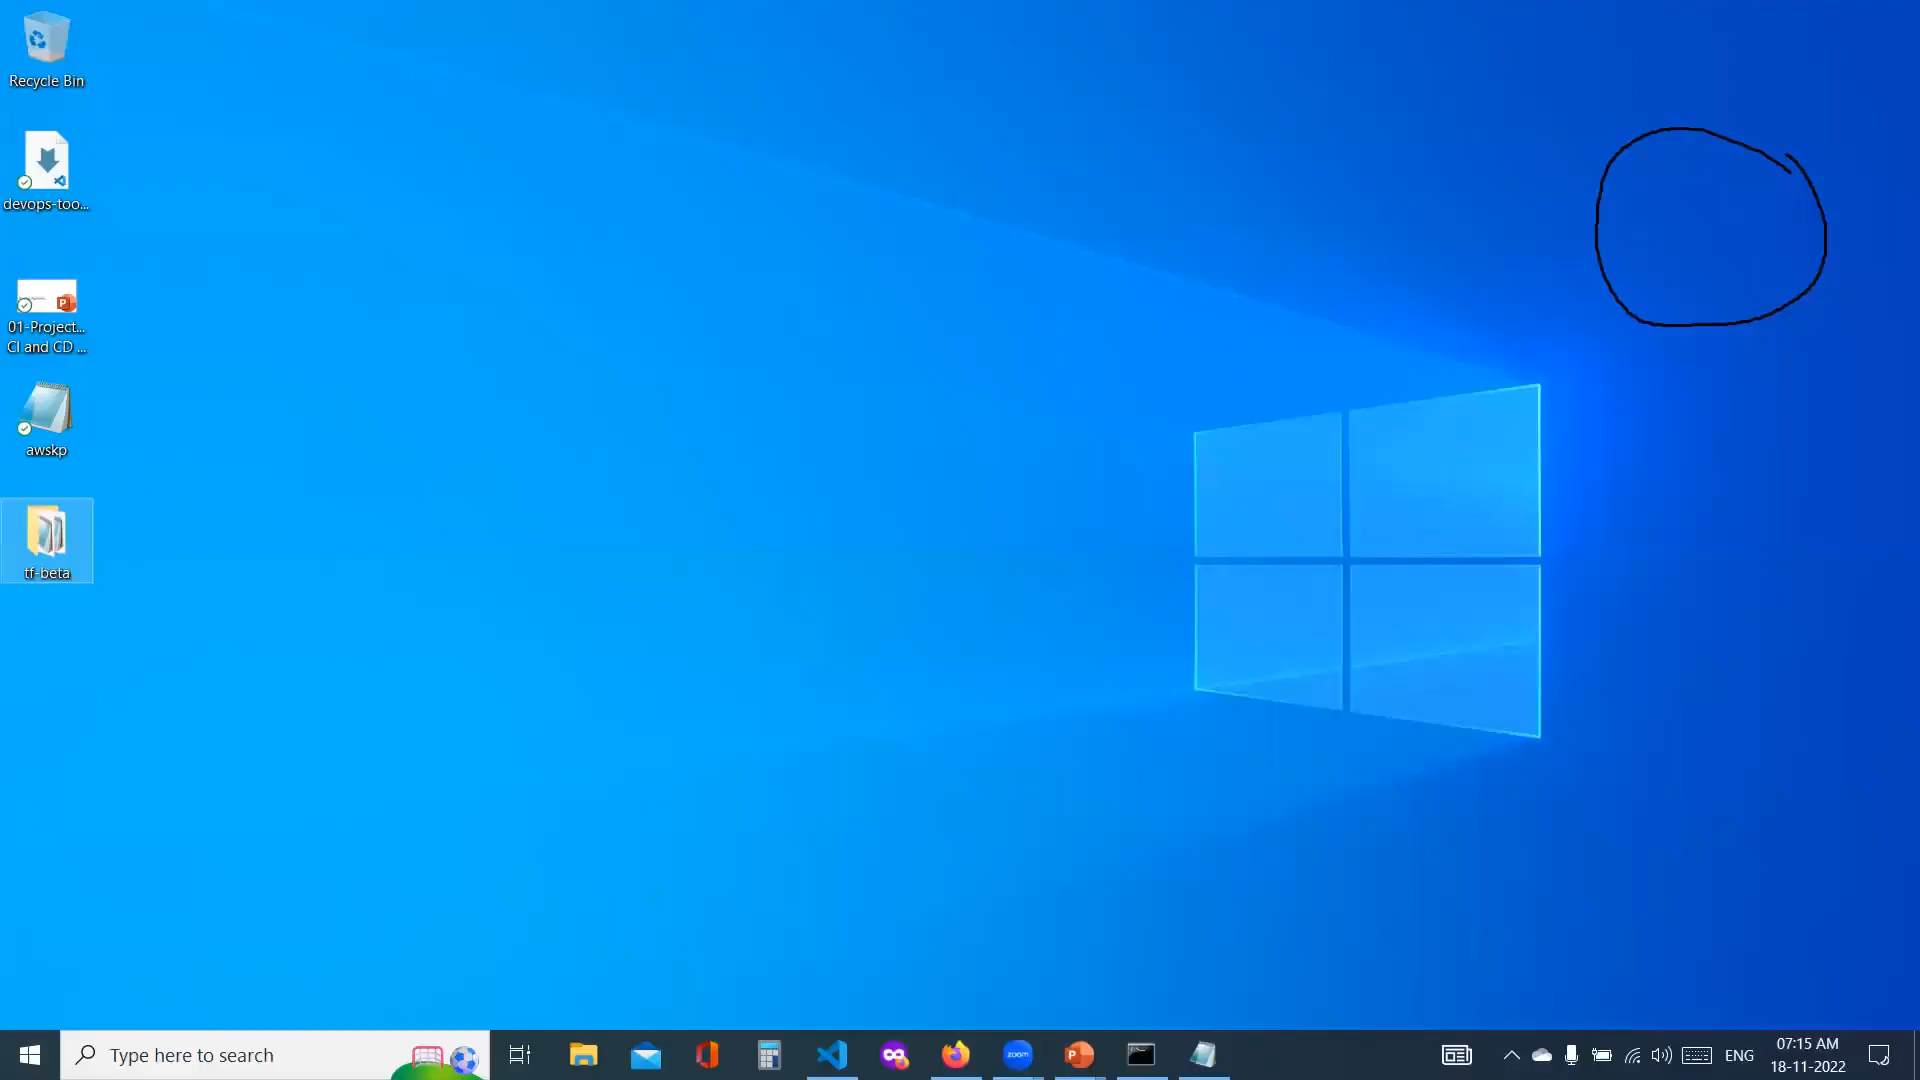 Recycle Bin
devops-too...
01-Project...
CI and CD ...
awskp
tf-beta
Type here to search
zoom
P
P
ENG
07:15 AM
18-11-2022